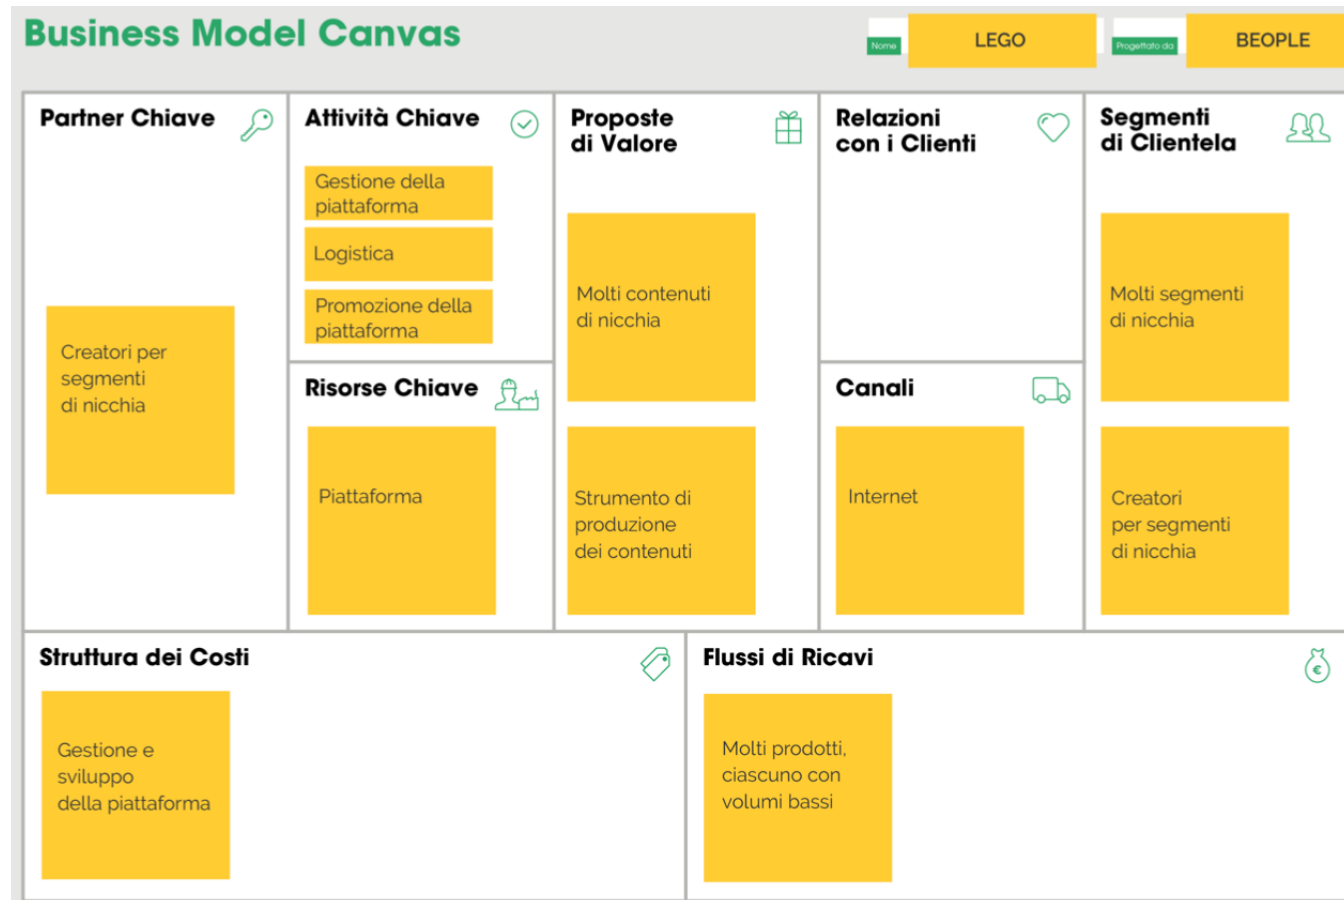 Business Model Canvas
Nome
LEGO
Progettato da
BEOPLE
Partner Chiave
Creatori per
segmenti
di nicchia
Attività Chiave
Gestione della
piattaforma
Logistica
Promozione della
piattaforma
Risorse Chiave
Piattaforma
Proposte
di Valore
Molti contenuti
di nicchia
Strumento di
produzione
dei contenuti
Relazioni
con i Clienti
Canali
Internet
Segmenti
di Clientela
Molti segmenti
di nicchia
Creatori
per segmenti
di nicchia
Struttura dei Costi
Gestione e
sviluppo
della piattaforma
Flussi di Ricavi
€
Molti prodotti,
ciascuno con
volumi bassi